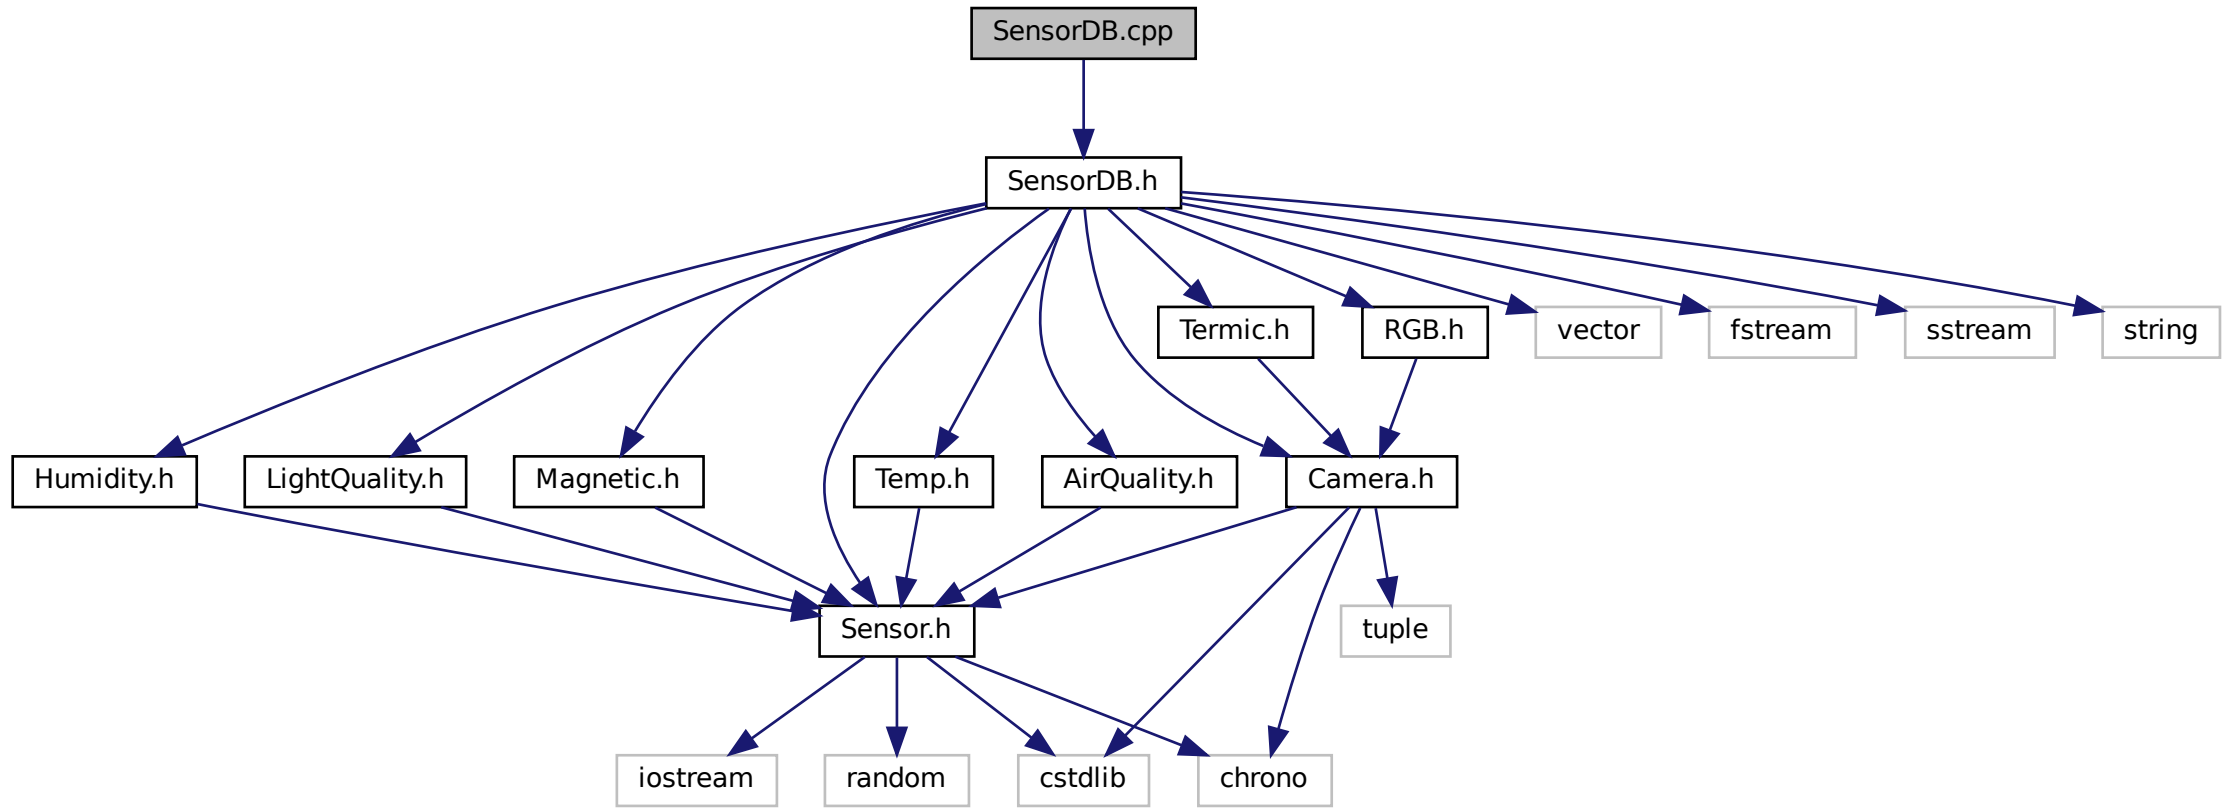 SensorDB.cpp
SensorDB.h
Termic.h
RGB.h
vector
fstream
sstream
string
Humidity.h
LightQuality.h
Magnetic.h
Temp.h
AirQuality.h
Camera.h
Sensor.h
tuple
iostream
random
cstdlib
chrono